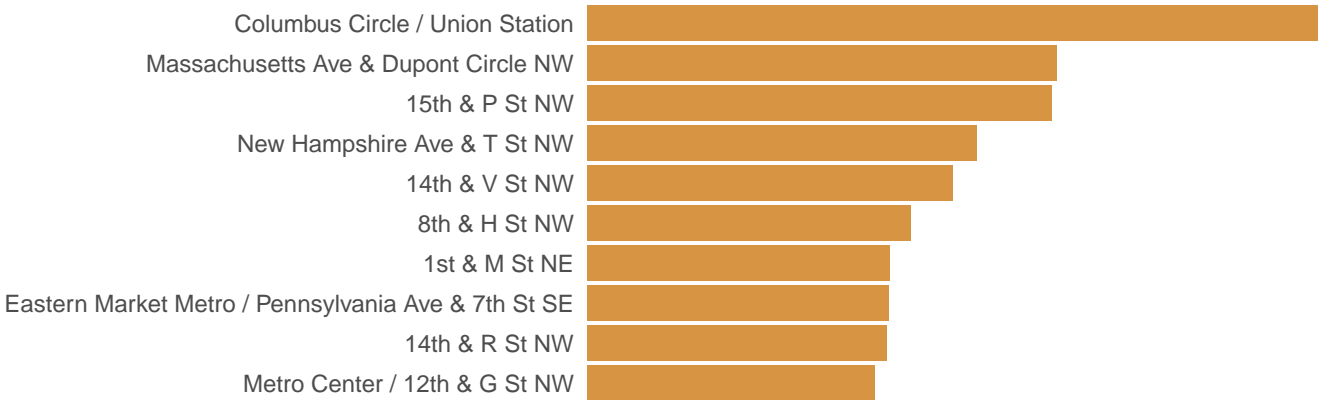 Columbus Circle / Union Station
Massachusetts Ave & Dupont Circle NW
15th & P St NW
New Hampshire Ave & T St NW
14th & V St NW
8th & H St NW
1st & M St NE
Eastern Market Metro / Pennsylvania Ave & 7th St SE
14th & R St NW
Metro Center / 12th & G St NW